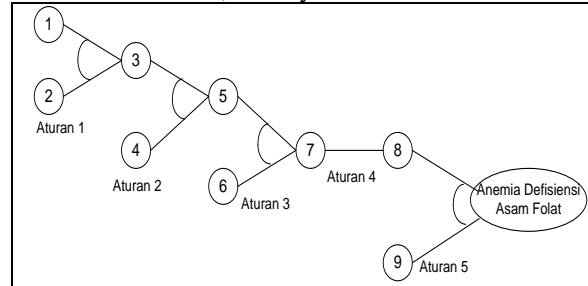 1
3
2
5
Aturan 1
4
7
8
Aturan 2
6
Aturan 4
Aturan 3
Anemia Defisiensi
Asam Folat
9
Aturan 5